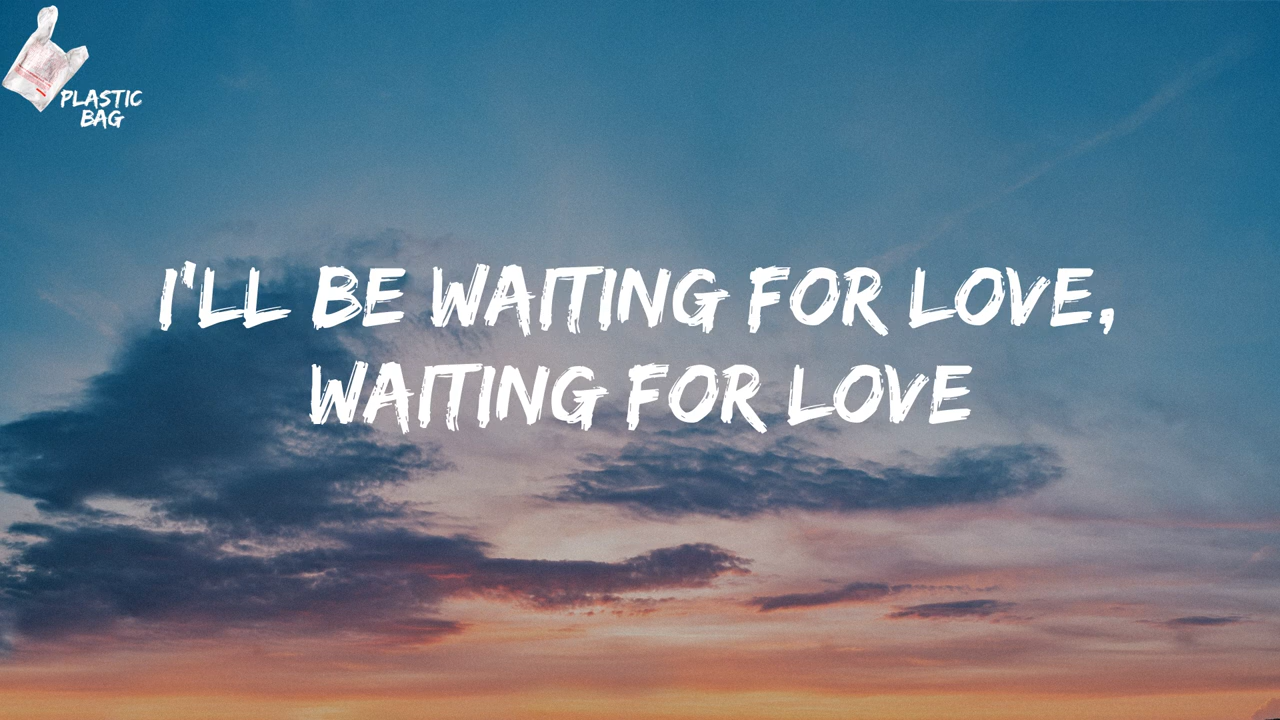 PLASTIC
BAG
I'LL BE WAITING FOR LOVE,
WAITING FOR LOVE